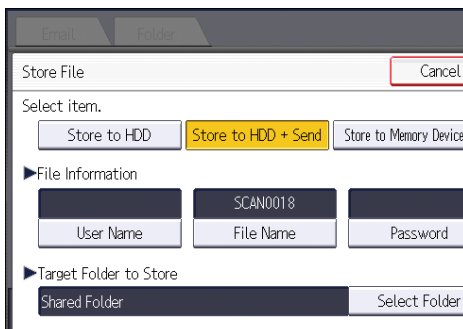 Email Folder
Store File Cancel
Select item.
Store to HDD Store to HDD + Send Store to Memory Device
►File Information
SCAN0018
User Name File Name Password
►Target Folder to Store
Shared Folder Select Folder